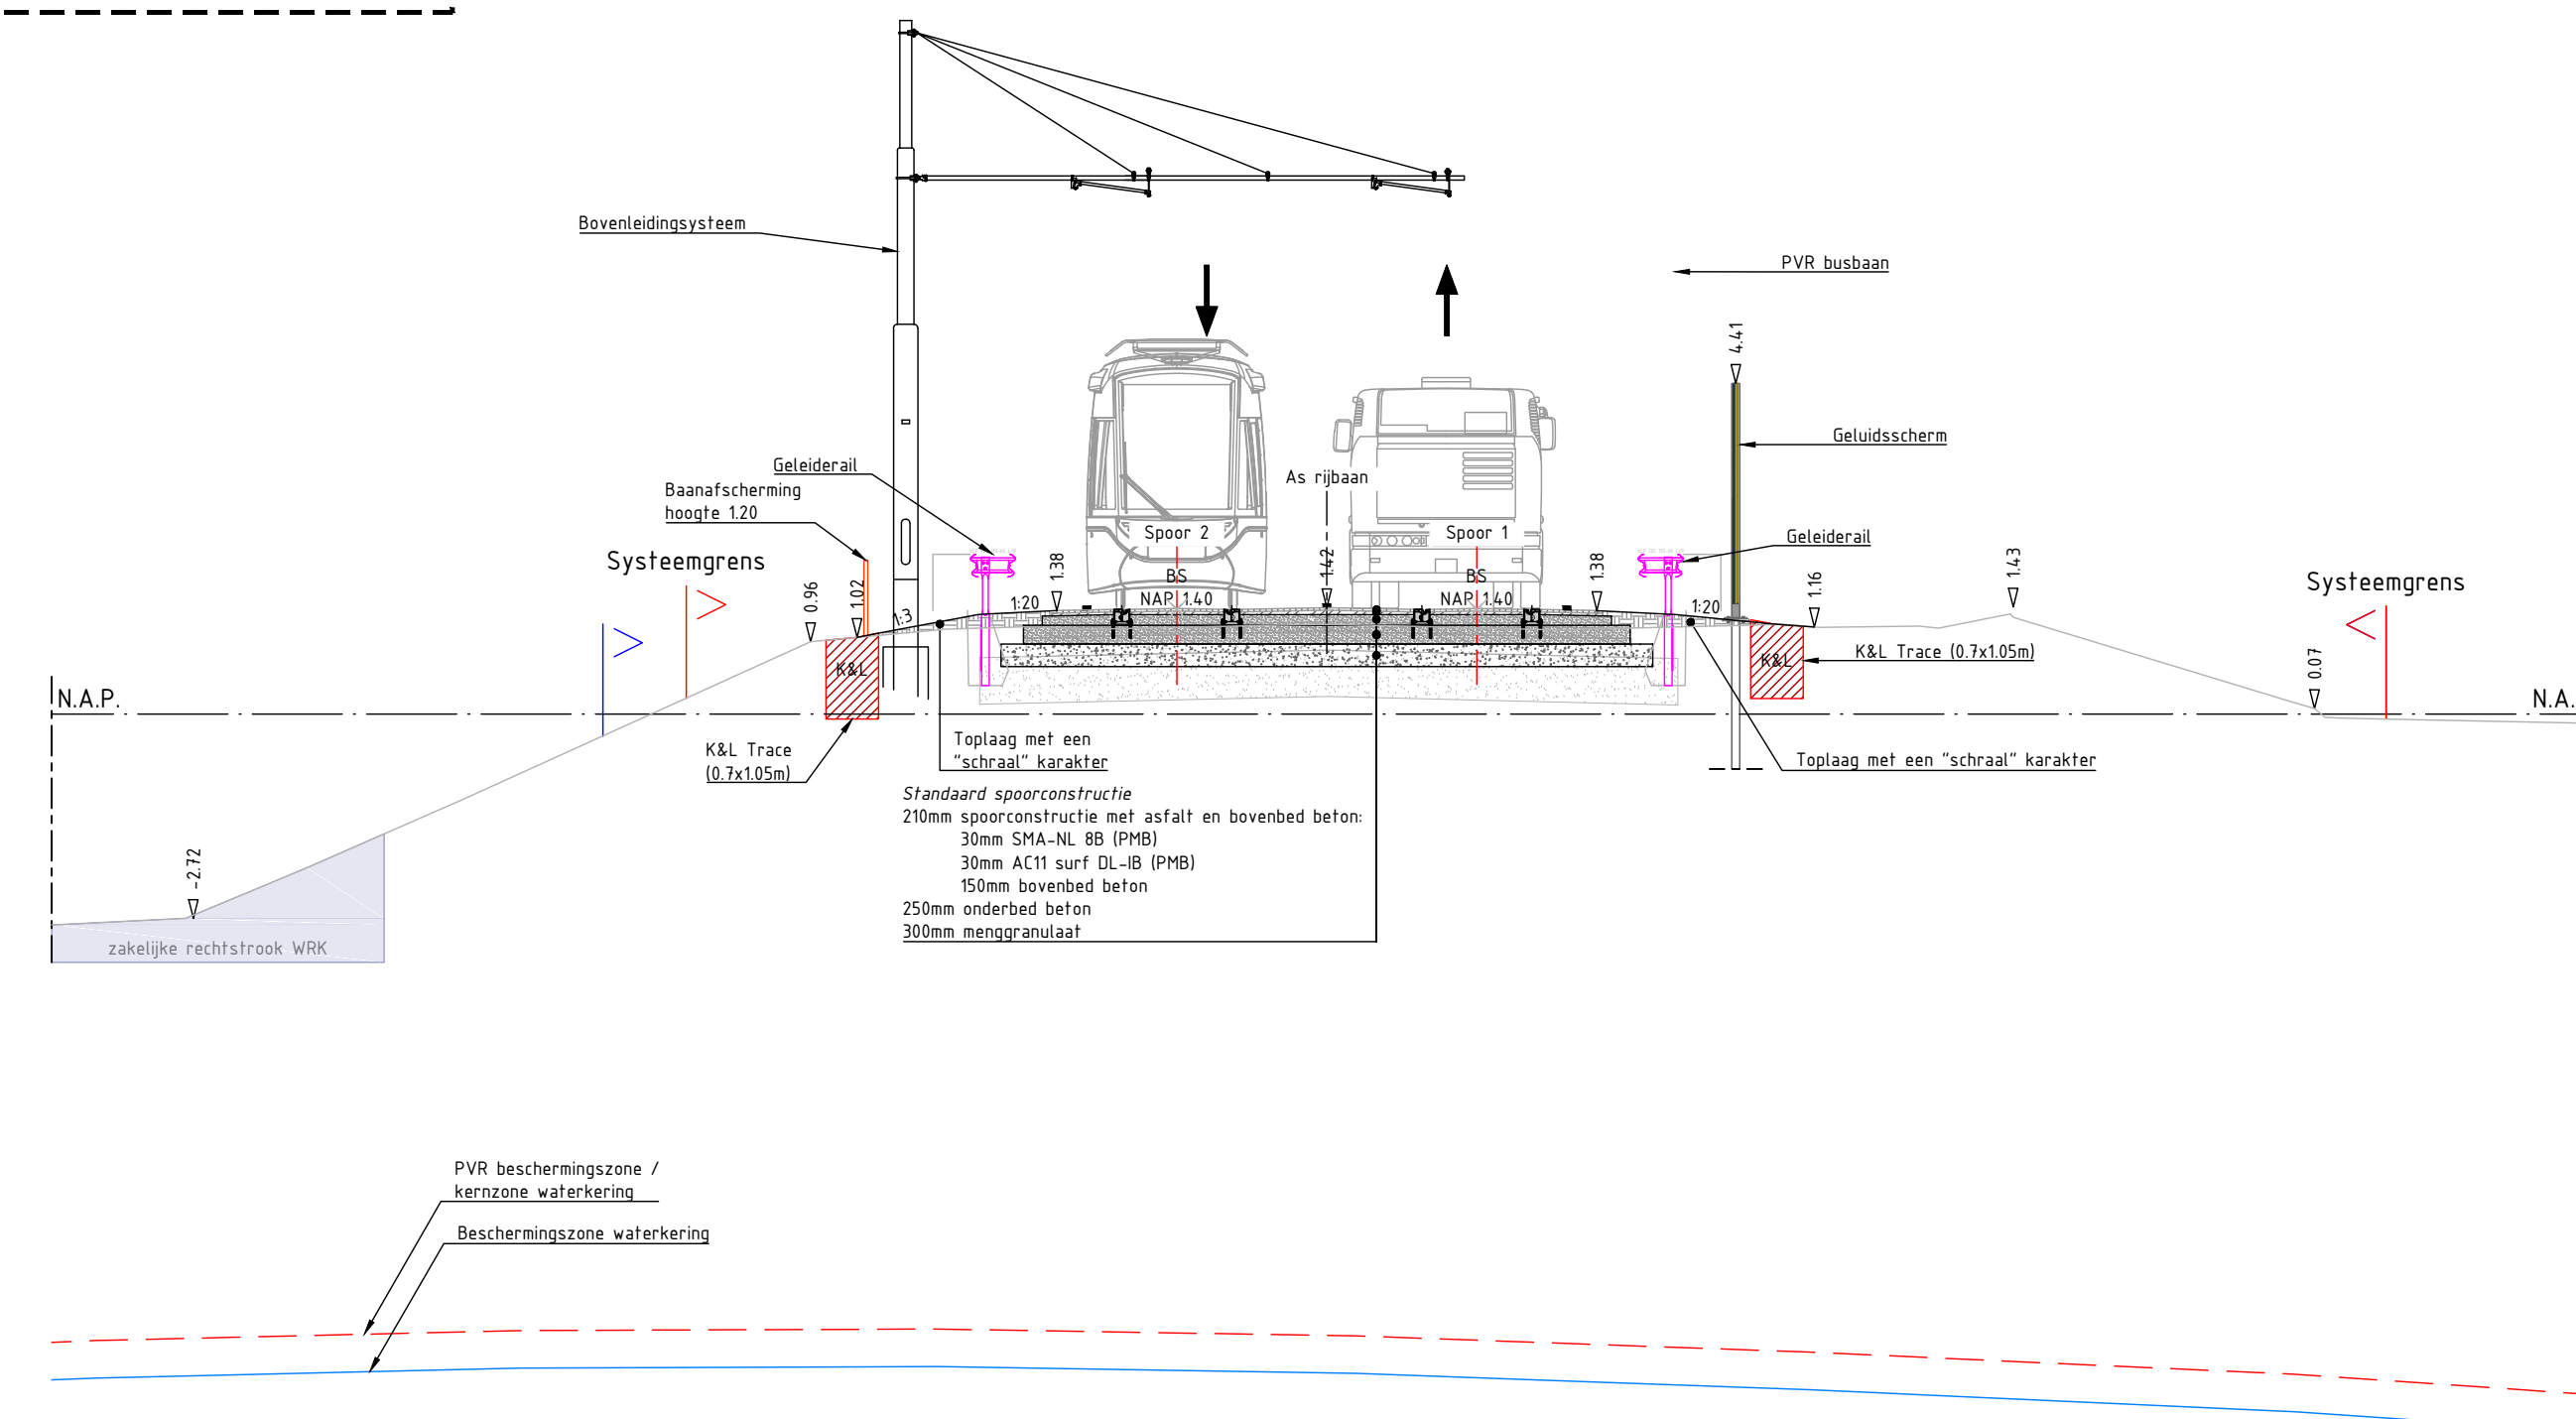 Bovenleidingsysteem
PVR busbaan
4.41
Geluidsscherm
Geleiderail
As rijbaan
Baanafscherming
hoogte 1.20
Spoor 2
Spoor 1
Geleiderail
Systeemgrens
0.96
1.02
1:3
1:20
1.38
BS
NAP 1.40
1.42
BS
NAP 1.40
1.38
1:20
1.16
1.43
Systeemgrens
K&L
K&L
K&L Trace (0.7x1.05m)
0.07
N.A.P.
N.A.
K&L Trace
(0.7x1.05m)
Toplaag met een
"schraal" karakter
Toplaag met een "schraal" karakter
Standaard spoorconstructie
210mm spoorconstructie met asfalt en bovenbed beton:
30mm SMA-NL 8B (PMB)
30mm AC11 surf DL-IB (PMB)
150mm bovenbed beton
250mm onderbed beton
300mm menggranulaat
-2.72
zakelijke rechtstrook WRK
PVR beschermingszone /
kernzone waterkering
Beschermingszone waterkering